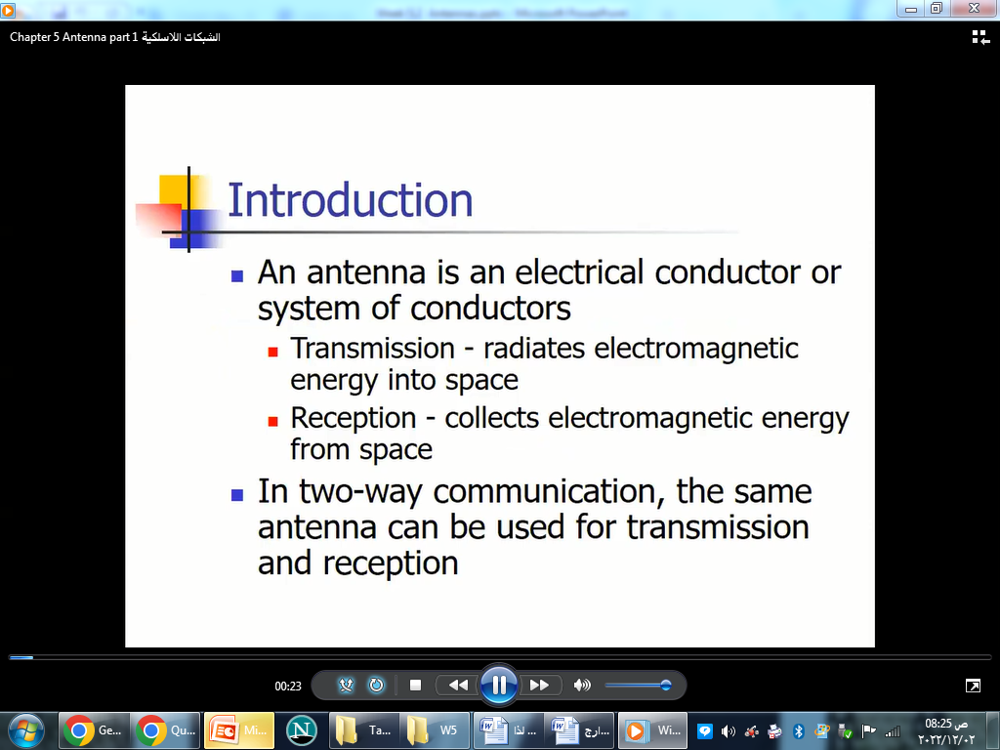 Chapter 5 Antenna part 1 الشبكات اللاسلكية
Introduction
An antenna is an electrical conductor or
system of conductors
Transmission - radiates electromagnetic
energy into space
Reception - collects electromagnetic energy
from space
In two-way communication, the same
antenna can be used for transmission
and reception
00:23
Ge...
Qu...
Mi...
N
Ta...
W5
... لذا
... ارج
Wi...
08:25 ص
٢٠٢٢/١٢/٠٢